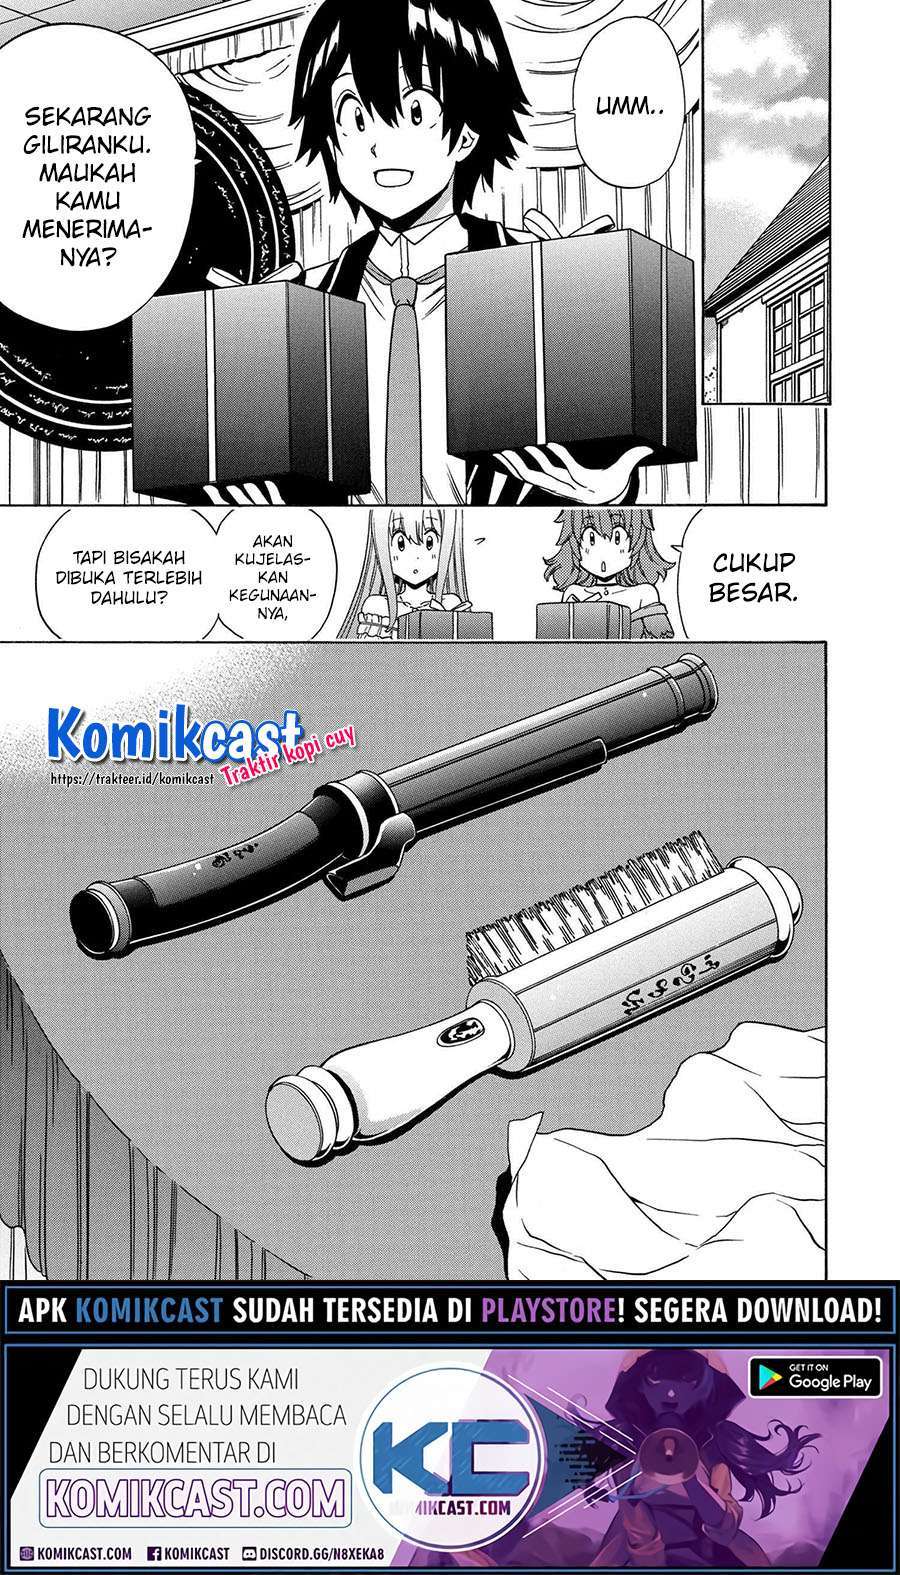 UMM..
SEKARANG
GILIRANKU.
MAUKAH
KAMU
MENERIMA-
NYA?
CUKUP
BESAR.
AKAN
KUJELAS-
KAN
KEGUNAAN-
NYA,
TAPI BISAKAH
DIBUKA TERLEBIH
DAHULU?
Komikcast
Traktir kopi cuy
https://trakteer.id/komikcast
APK KOMIKCAST SUDAH TERSEDIA DI PLAYSTORE! SEGERA DOWNLOAD!
DUKUNG TERUS KAMI
DENGAN SELALU MEMBACA
DAN BERKOMENTAR DI
KOMIKCAST.COM
KC
GET IT ON
Google Play
KOMIKCAST.COM KOMIKCAST DISCORD.GG/N8XEKA8